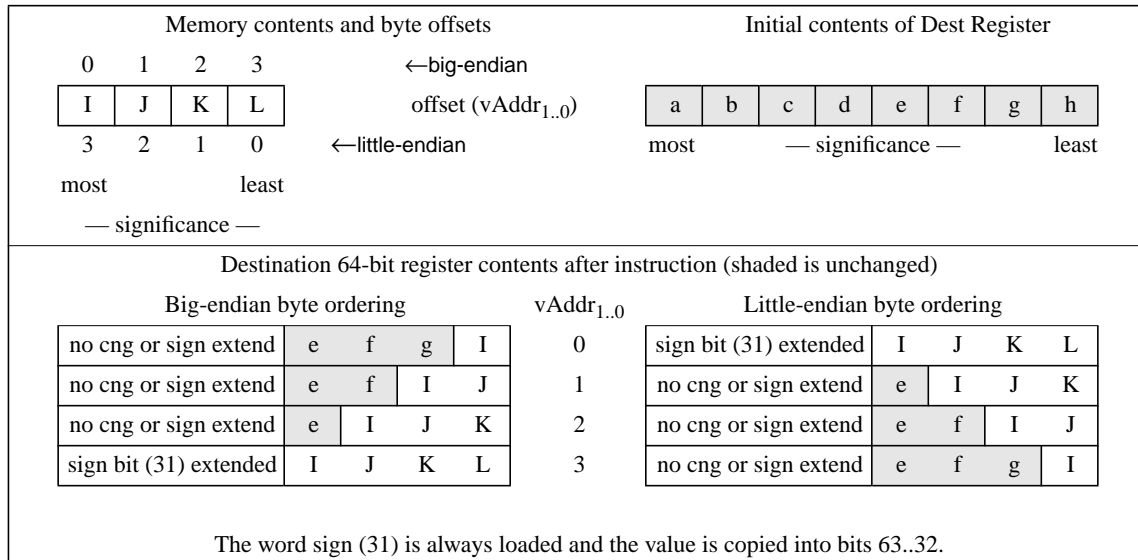 Memory contents and byte offsets Initial contents of Dest Register
0 1 2 3 ←big-endian
I J K L offset (vAddr1..0) a b c d e f g h
3 2 1 0 ←little-endian most — significance — least
most least
— significance —
Destination 64-bit register contents after instruction (shaded is unchanged)
Big-endian byte ordering vAddr1..0 Little-endian byte ordering
no cng or sign extend e f g I 0 sign bit (31) extended I J K L
no cng or sign extend e f I J 1 no cng or sign extend e I J K
no cng or sign extend e I J K 2 no cng or sign extend e f I J
sign bit (31) extended I J K L 3 no cng or sign extend e f g I
The word sign (31) is always loaded and the value is copied into bits 63..32.